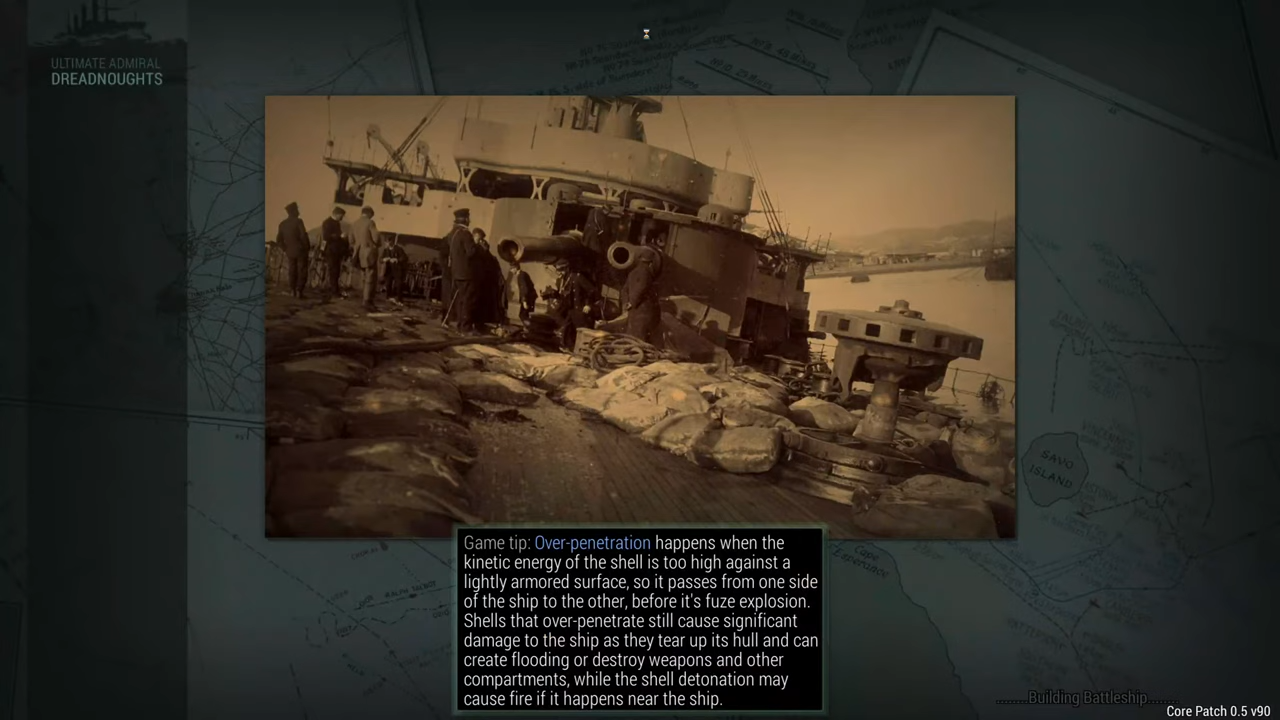 ULTIMATE ADMIRAL
DREADNOUGHTS
SAVO
ISLAND
Cape
Esperance
Game tip: Over-penetration happens when the
kinetic energy of the shell is too high against a
lightly armored surface, so it passes from one side
of the ship to the other, before it's fuze explosion.
Shells that over-penetrate still cause significant
damage to the ship as they tear up its hull and can
create flooding or destroy weapons and other
compartments, while the shell detonation may
cause fire if it happens near the ship.
........Building Battleship.......
Core Patch 0.5 v90